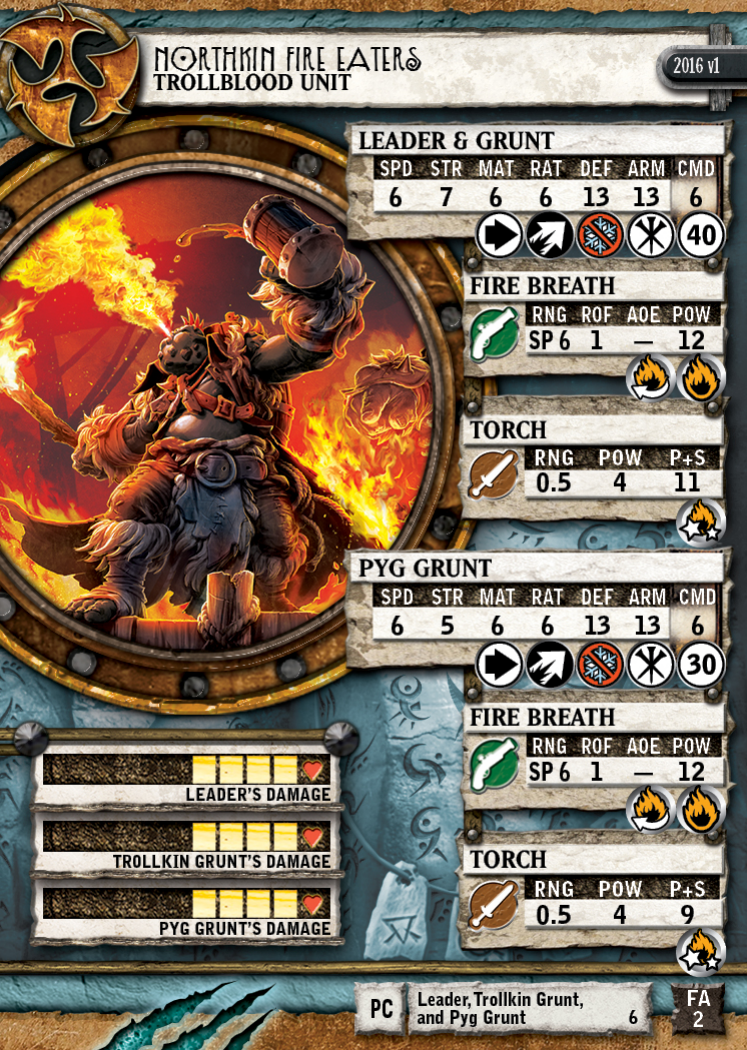 NORTHKIN FIRE EATERS
TROLLBLOOD UNIT
2016 v1
LEADER & GRUNT
SPD STR MAT RAT DEF ARM CMD
6 7 6 6 13 13 6
40
FIRE BREATH
RNG ROF AOE POW
SP 6 1 — 12
TORCH
RNG POW P+S
0.5 4 11
PYG GRUNT
SPD STR MAT RAT DEF ARM CMD
6 5 6 6 13 13 6
30
FIRE BREATH
RNG ROF AOE POW
SP 6 1 — 12
LEADER'S DAMAGE
TROLLKIN GRUNT'S DAMAGE
PYG GRUNT'S DAMAGE
TORCH
RNG POW P+S
0.5 4 9
PC Leader, Trollkin Grunt,
and Pyg Grunt 6
FA
2